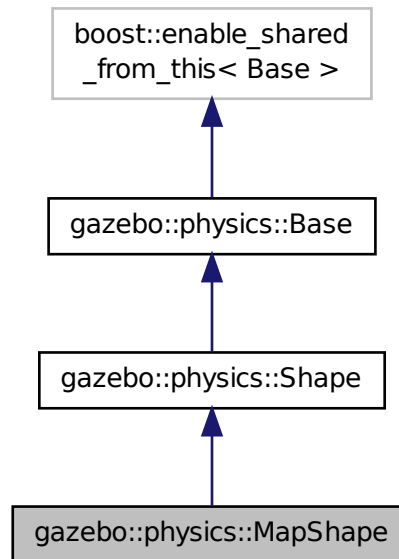 boost::enable_shared
_from_this< Base >
gazebo::physics::Base
gazebo::physics::Shape
gazebo::physics::MapShape